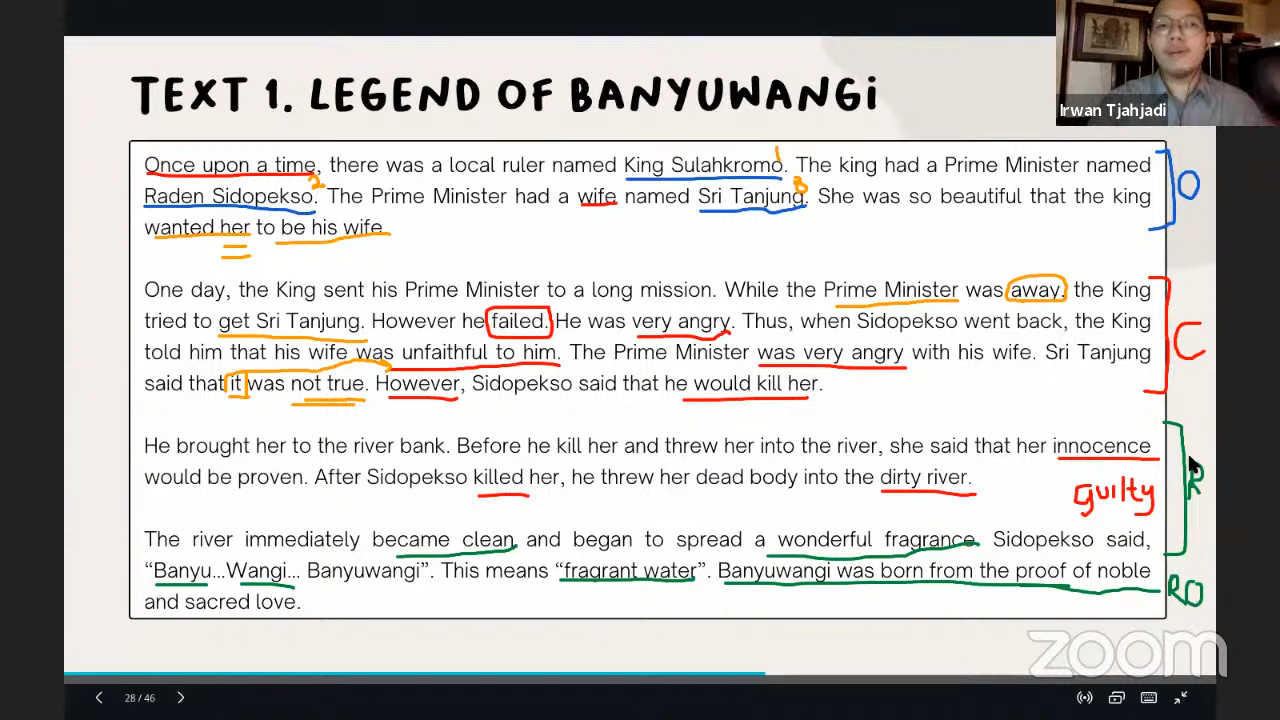 TEXT 1. LEGEND OF BANYUWANGI
Irwan Tjahjadi
Once upon a time, there was a local ruler named King Sulahkromo. The king had a Prime Minister named
Raden Sidopekso. The Prime Minister had a wife named Sri Tanjung. She was so beautiful that the king
wanted her to be his wife.
1
2
3
O
One day, the King sent his Prime Minister to a long mission. While the Prime Minister was away, the King
tried to get Sri Tanjung. However he failed. He was very angry. Thus, when Sidopekso went back, the King
told him that his wife was unfaithful to him. The Prime Minister was very angry with his wife. Sri Tanjung
said that it was not true. However, Sidopekso said that he would kill her.
C
He brought her to the river bank. Before he kill her and threw her into the river, she said that her innocence
would be proven. After Sidopekso killed her, he threw her dead body into the dirty river.
guilty
R
The river immediately became clean and began to spread a wonderful fragrance. Sidopekso said,
“Banyu...Wangi... Banyuwangi”. This means “fragrant water”. Banyuwangi was born from the proof of noble
and sacred love.
RO
zoom
28 / 46